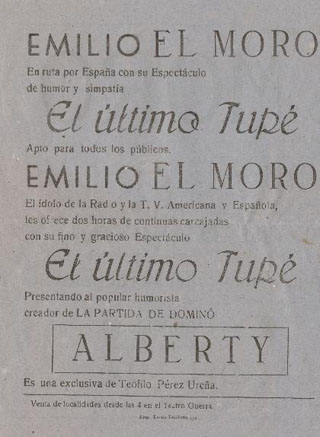 EMILIO EL MORO
En ruta por España con su Espectáculo
de humor y simpatía
El último Tupé
Apto para todos los públicos.
EMILIO EL MORO
El ídolo de la Radio y la T. V. Americana y Española,
les ofrece dos horas de continuas carcajadas
con su fino y gracioso Espectáculo
El último Tupé
Presentando al popular humorista
creador de LA PARTIDA DE DOMINÓ
ALBERTY
Es una exclusiva de Teófilo Pérez Ureña.
Venta de localidades desde las 4 en el Teatro Guerra.